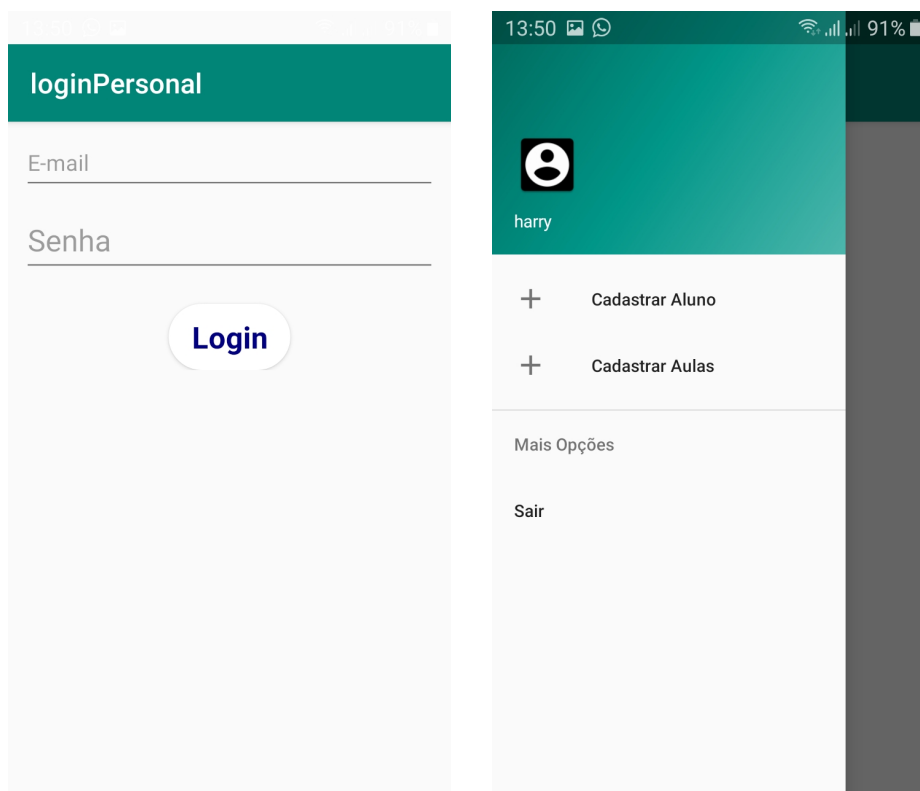 loginPersonal
E-mail
Senha
Login
13:50
91%
harry
Cadastrar Aluno
Cadastrar Aulas
Mais Opções
Sair